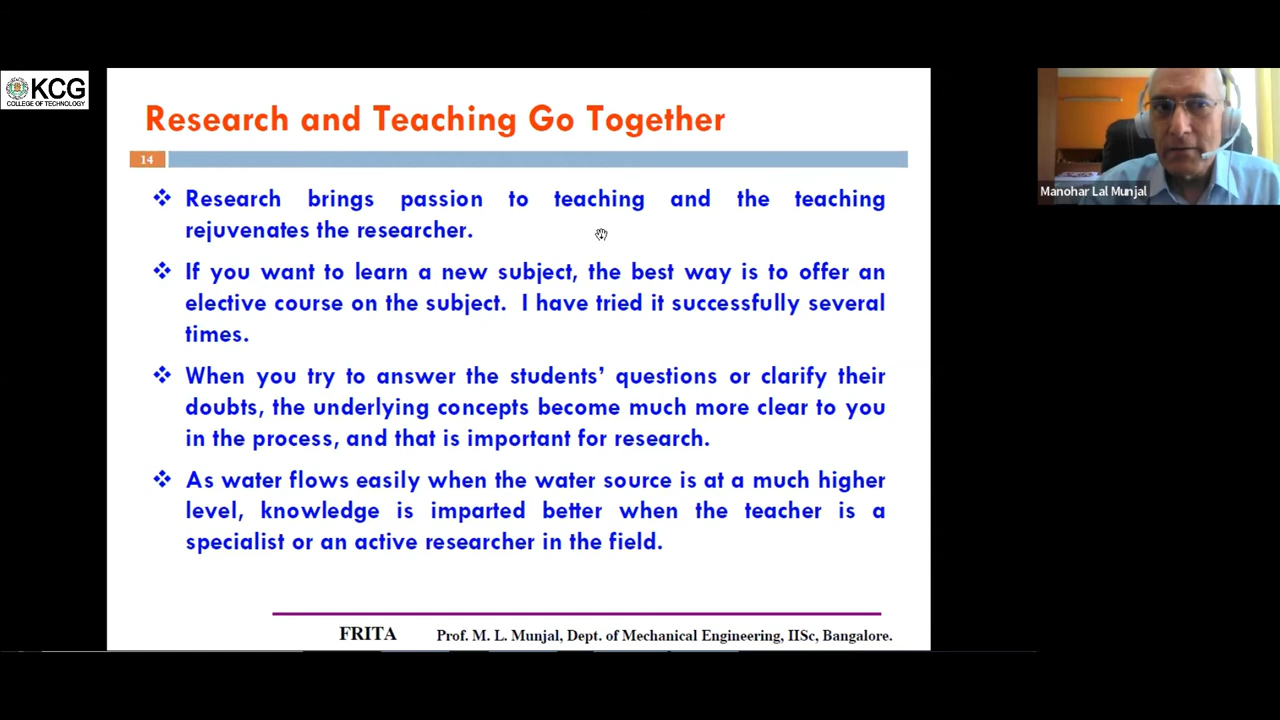 KCG
COLLEGE OF TECHNOLOGY
Research and Teaching Go Together
14
Research brings passion to teaching and the teaching
rejuvenates the researcher.
If you want to learn a new subject, the best way is to offer an
elective course on the subject. I have tried it successfully several
times.
When you try to answer the students’ questions or clarify their
doubts, the underlying concepts become much more clear to you
in the process, and that is important for research.
As water flows easily when the water source is at a much higher
level, knowledge is imparted better when the teacher is a
specialist or an active researcher in the field.
FRITA Prof. M. L. Munjal, Dept. of Mechanical Engineering, IISc, Bangalore.
Manohar Lal Munjal